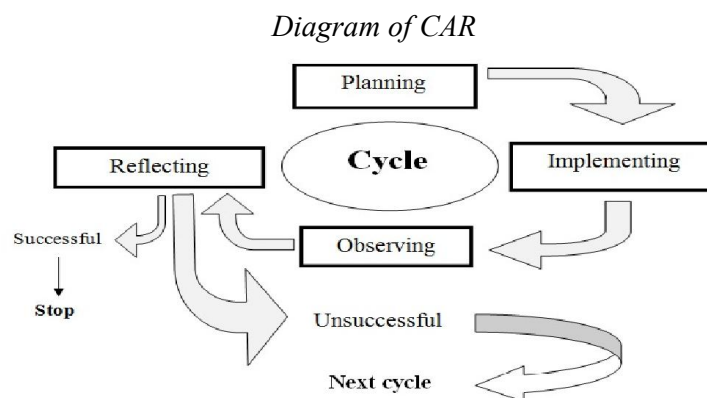 Diagram of CAR
Planning
Cycle
Implementing
Reflecting
Observing
Successful
Stop
Unsuccessful
Next cycle